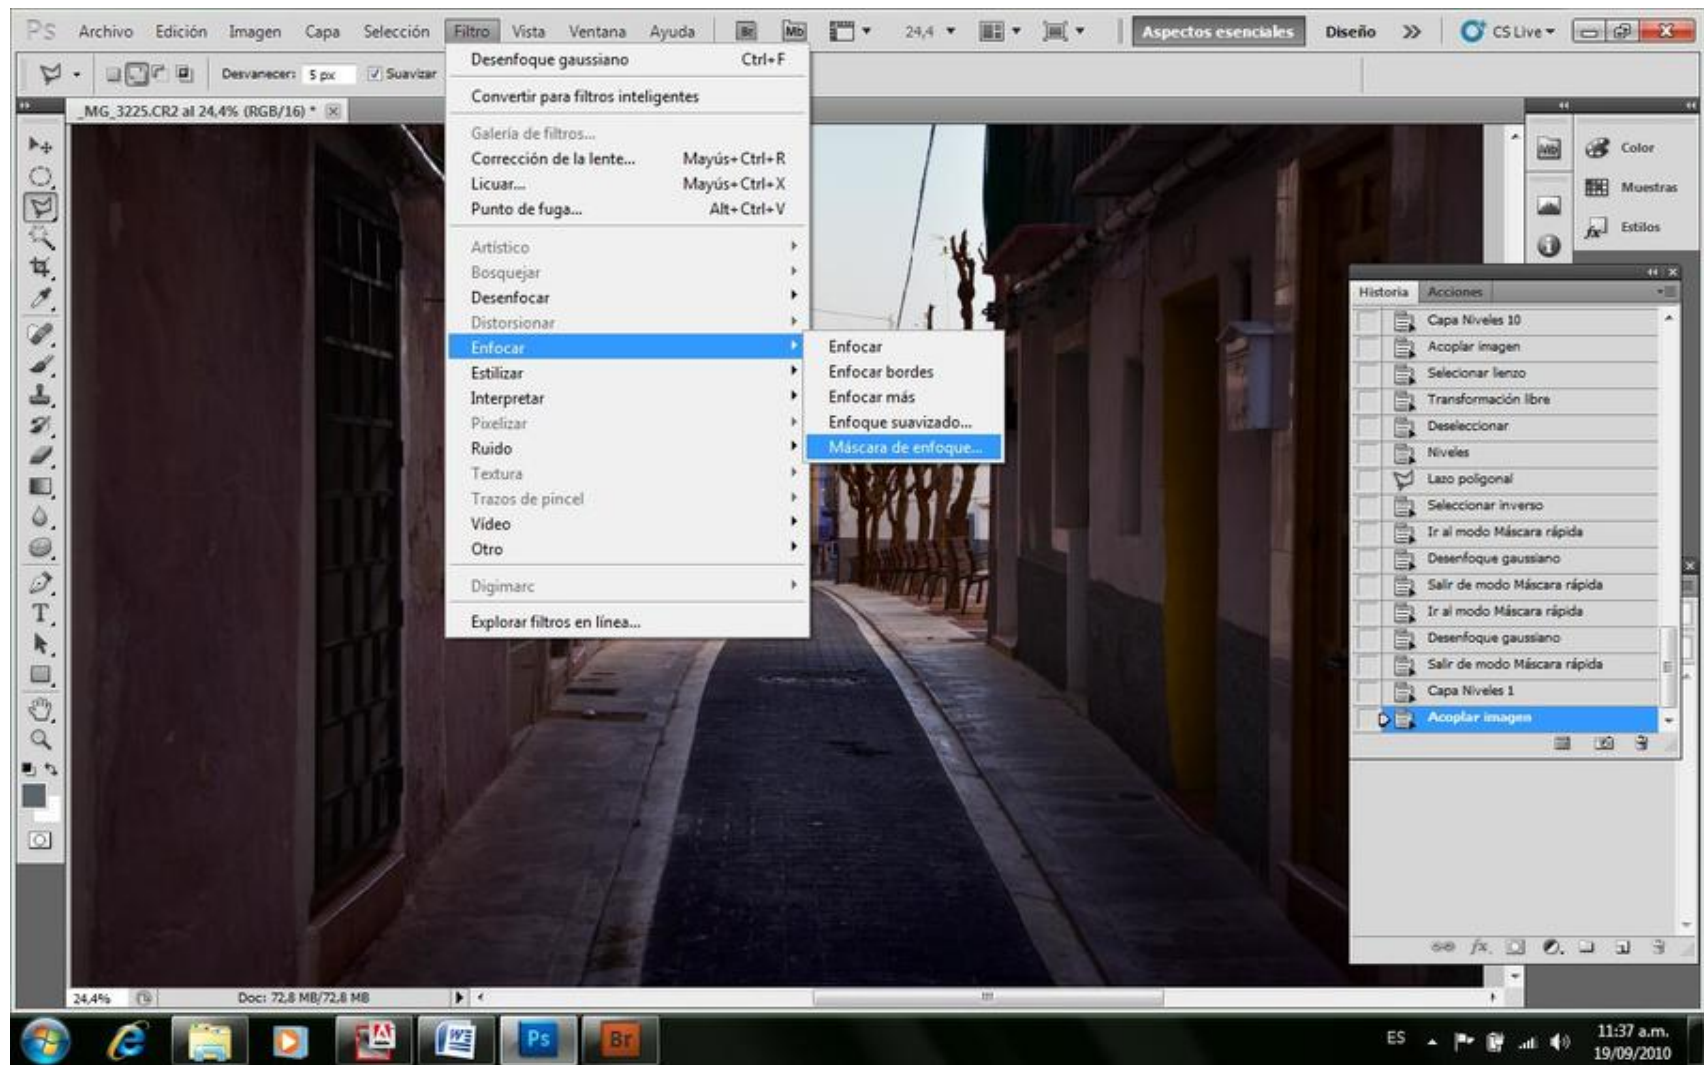 Ps Archivo Edición Imagen Capa Selección Filtro Vista Ventana Ayuda Br Mb 24,4 Aspectos esenciales Diseño CS Live
Desvanecer: 5 px Suavizar
_MG_3225.CR2 al 24,4% (RGB/16) *
Desenfoque gaussiano Ctrl+F
Convertir para filtros inteligentes
Galería de filtros...
Corrección de la lente... Mayús+Ctrl+R
Licuar... Mayús+Ctrl+X
Punto de fuga... Alt+Ctrl+V
Artístico
Bosquejar
Desenfocar
Distorsionar
Enfocar
Estilizar
Interpretar
Pixelizar
Ruido
Textura
Trazos de pincel
Vídeo
Otro
Digimarc
Explorar filtros en línea...
Enfocar
Enfocar bordes
Enfocar más
Enfoque suavizado...
Máscara de enfoque...
Mb Color
Muestras
Estilos
Historia Acciones
Capa Niveles 10
Acoplar imagen
Selecionar lienzo
Transformación libre
Deseleccionar
Niveles
Lazo poligonal
Seleccionar inverso
Ir al modo Máscara rápida
Desenfoque gaussiano
Salir de modo Máscara rápida
Ir al modo Máscara rápida
Desenfoque gaussiano
Salir de modo Máscara rápida
Capa Niveles 1
Acoplar imagen
24,4% Doc: 72,8 MB/72,8 MB
Ps Br ES 11:37 a.m.
19/09/2010